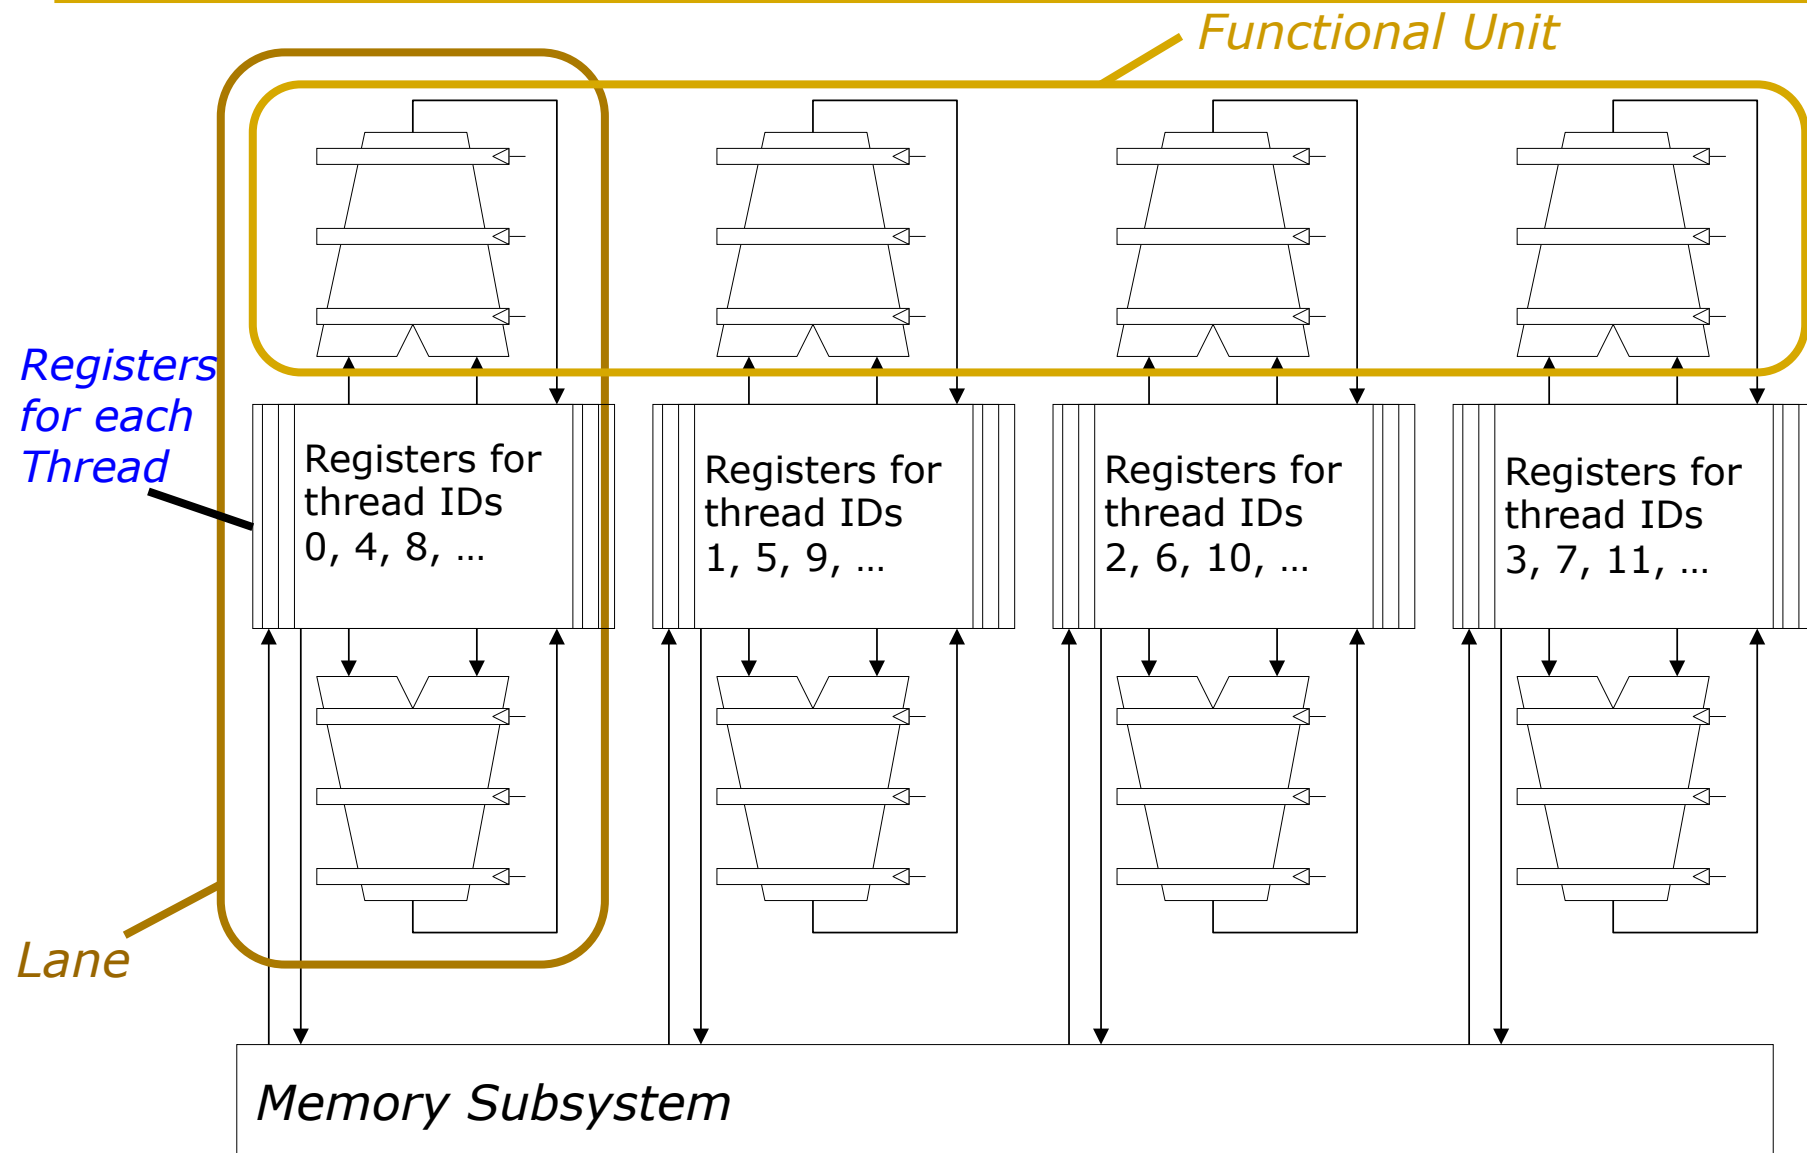 Functional Unit
Registers
for each
Thread
Registers for
thread IDs
0, 4, 8, …
Registers for
thread IDs
1, 5, 9, …
Registers for
thread IDs
2, 6, 10, …
Registers for
thread IDs
3, 7, 11, …
Lane
Memory Subsystem